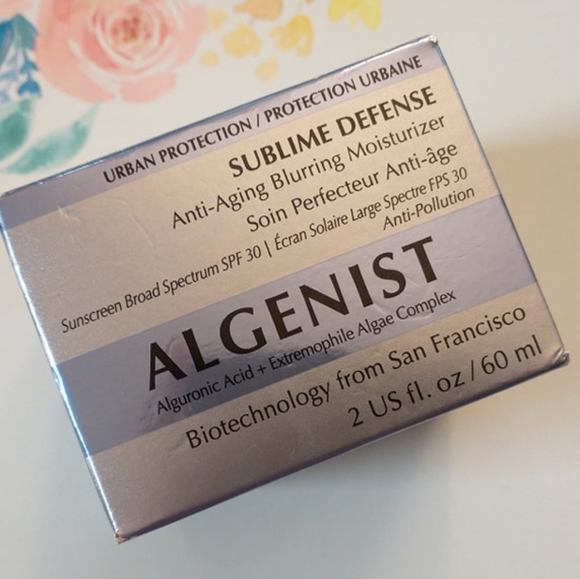 URBAN PROTECTION / PROTECTION URBAINE
SUBLIME DEFENSE
Anti-Aging Blurring Moisturizer
Soin Perfecteur Anti-âge
Sunscreen Broad Spectrum SPF 30 | Écran Solaire Large Spectre FPS 30
Anti-Pollution
ALGENIST
Alguronic Acid + Extremophile Algae Complex
Biotechnology from San Francisco
2 US fl. oz / 60 ml